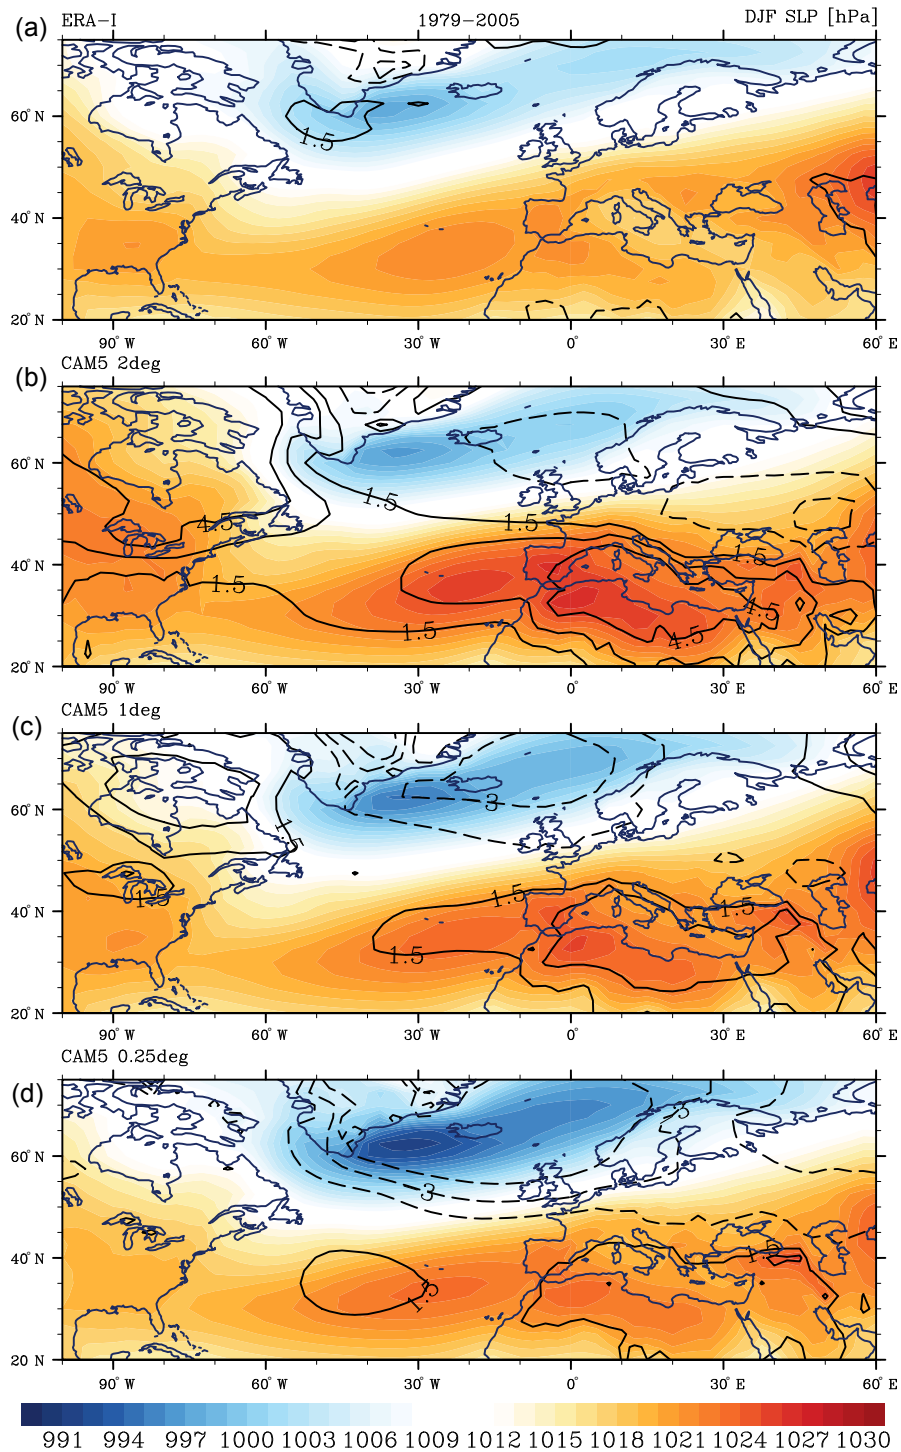 (a) ERA-I 1979-2005 DJF SLP [hPa]
60° N
1.5
40° N
20° N
90° W 60° W 30° W 0° 30° E 60° E
CAM5 2deg
(b)
60° N
1.5
4.5 1.5
40° N 1.5
1.5 4.5
1.5 4.5
20° N
90° W 60° W 30° W 0° 30° E 60° E
(c) CAM5 1deg
60° N 3
1.5
1.5 1.5 1.5
40° N
1.5
20° N
90° W 60° W 30° W 0° 30° E 60° E
CAM5 0.25deg
(d)
3
60° N
3
40° N 1.5
1.5
20° N
90° W 60° W 30° W 0° 30° E 60° E
991 994 997 1000 1003 1006 1009 1012 1015 1018 1021 1024 1027 1030